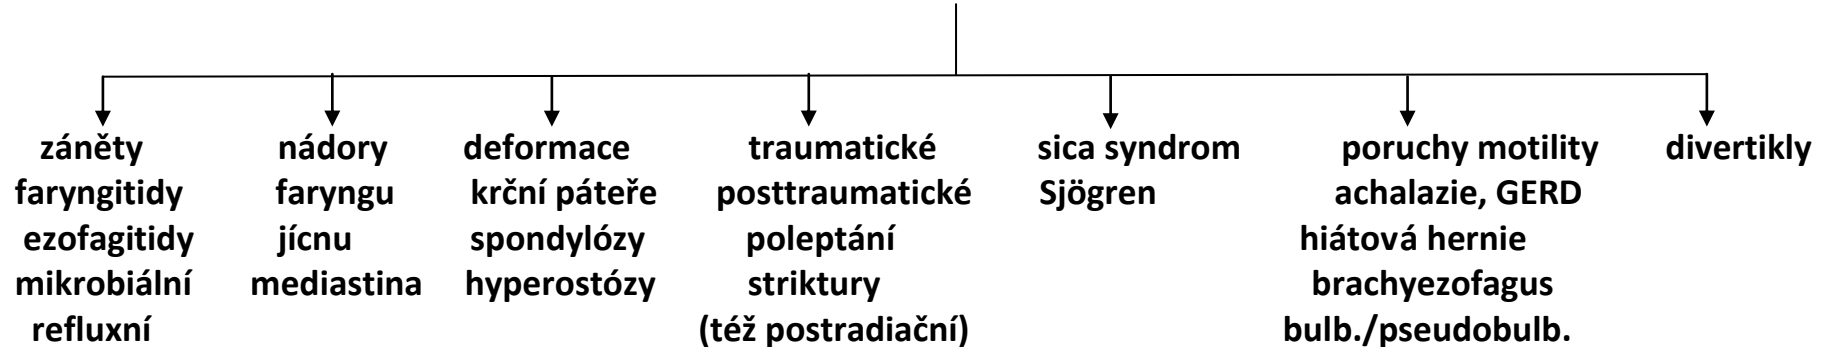 záněty nádory deformace traumatické sica syndrom poruchy motility divertikly
faryngitidy faryngu krční páteře posttraumatické Sjögren achalazie, GERD
ezofagitidy jícnu spondylózy poleptání hiátová hernie
mikrobiální mediastina hyperostózy striktury brachyezofagus
refluxní (též postradiační) bulb./pseudobulb.